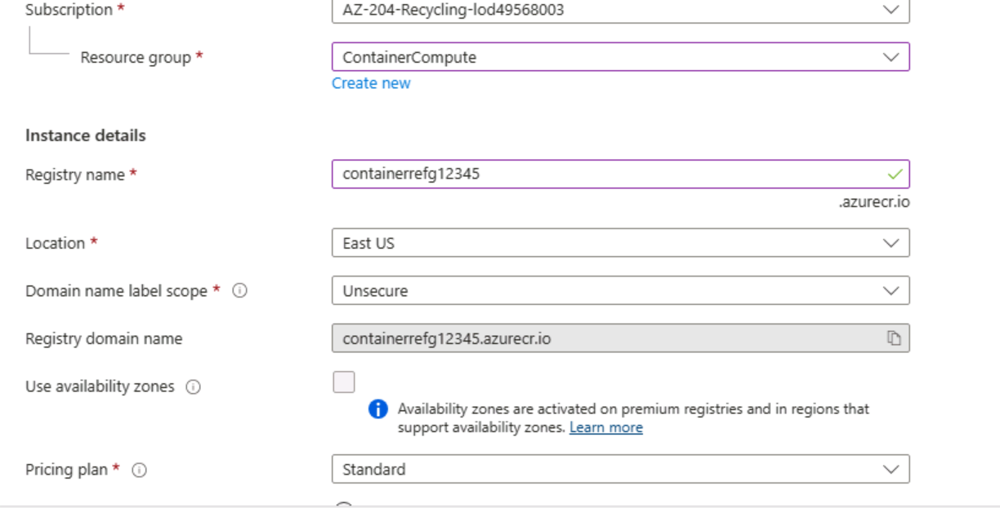 Subscription *
AZ-204-Recycling-lod49568003
Resource group *
ContainerCompute
Create new
Instance details
Registry name *
containerrefg12345
.azurecr.io
Location *
East US
Domain name label scope *
Unsecure
Registry domain name
containerrefg12345.azurecr.io
Use availability zones
Availability zones are activated on premium registries and in regions that
support availability zones. Learn more
Pricing plan *
Standard